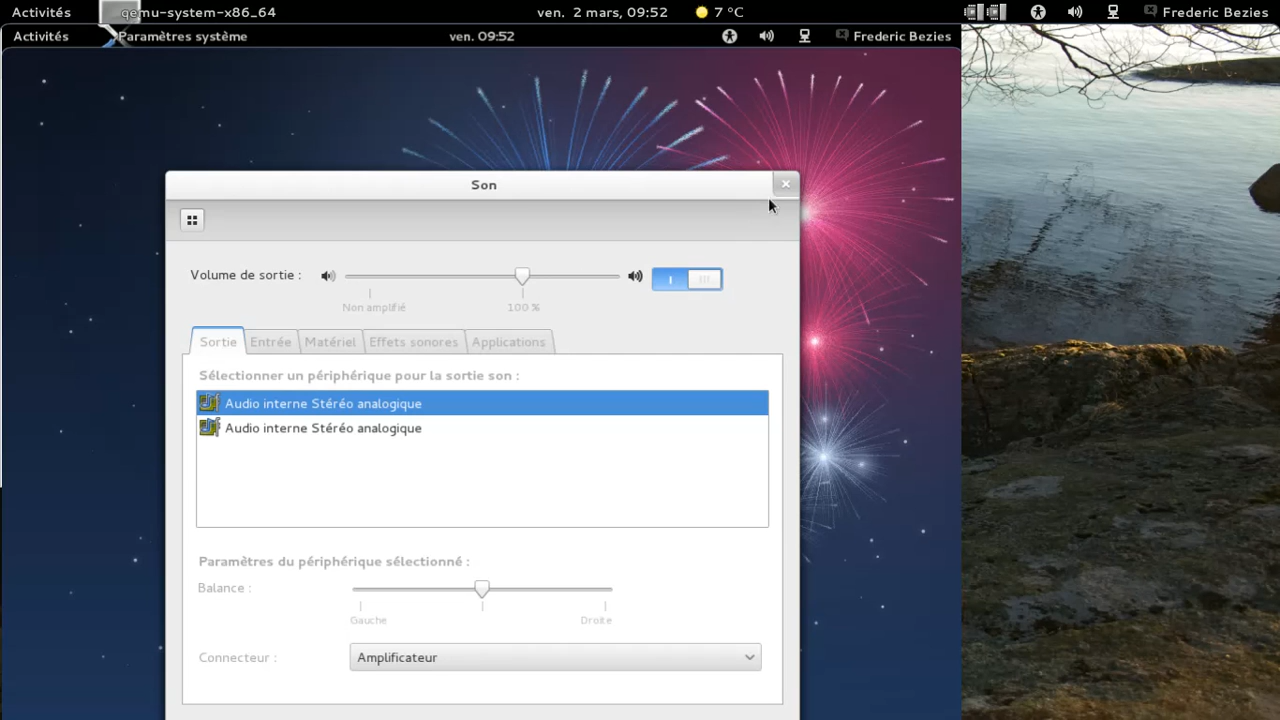 Activités qemu-system-x86_64 ven. 2 mars, 09:52 7 °C Frederic Bezies
Activités Paramètres système ven. 09:52 Frederic Bezies
Son
Volume de sortie :
Non amplifié 100 %
Sortie Entrée Matériel Effets sonores Applications
Sélectionner un périphérique pour la sortie son :
Audio interne Stéréo analogique
Audio interne Stéréo analogique
Paramètres du périphérique sélectionné :
Balance :
Gauche Droite
Connecteur : Amplificateur